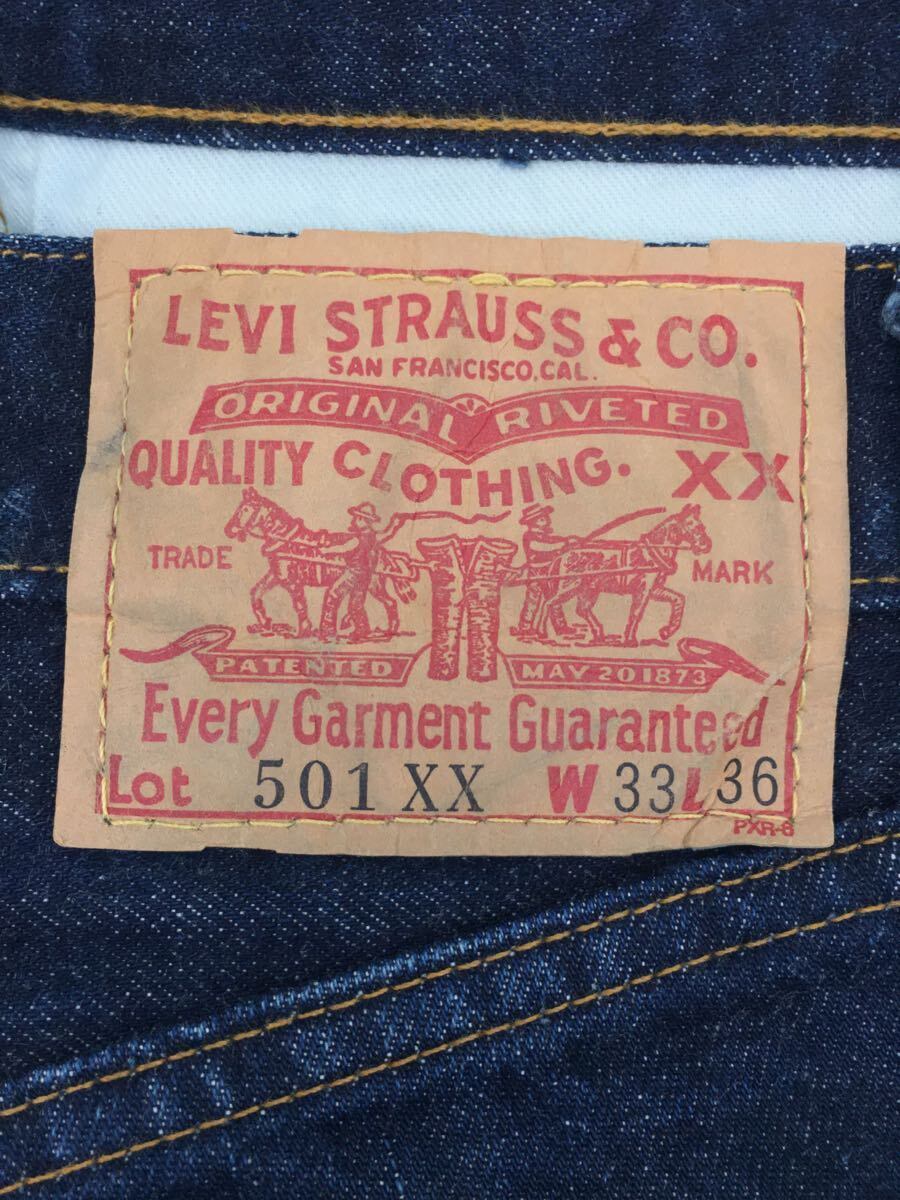 LEVI STRAUSS & CO.
SAN FRANCISCO, CAL.
ORIGINAL RIVETED
QUALITY CLOTHING. XX
TRADE MARK
PATENTED MAY 20 1873
Every Garment Guaranteed
Lot 501 XX W 33 L 36
PXR-6